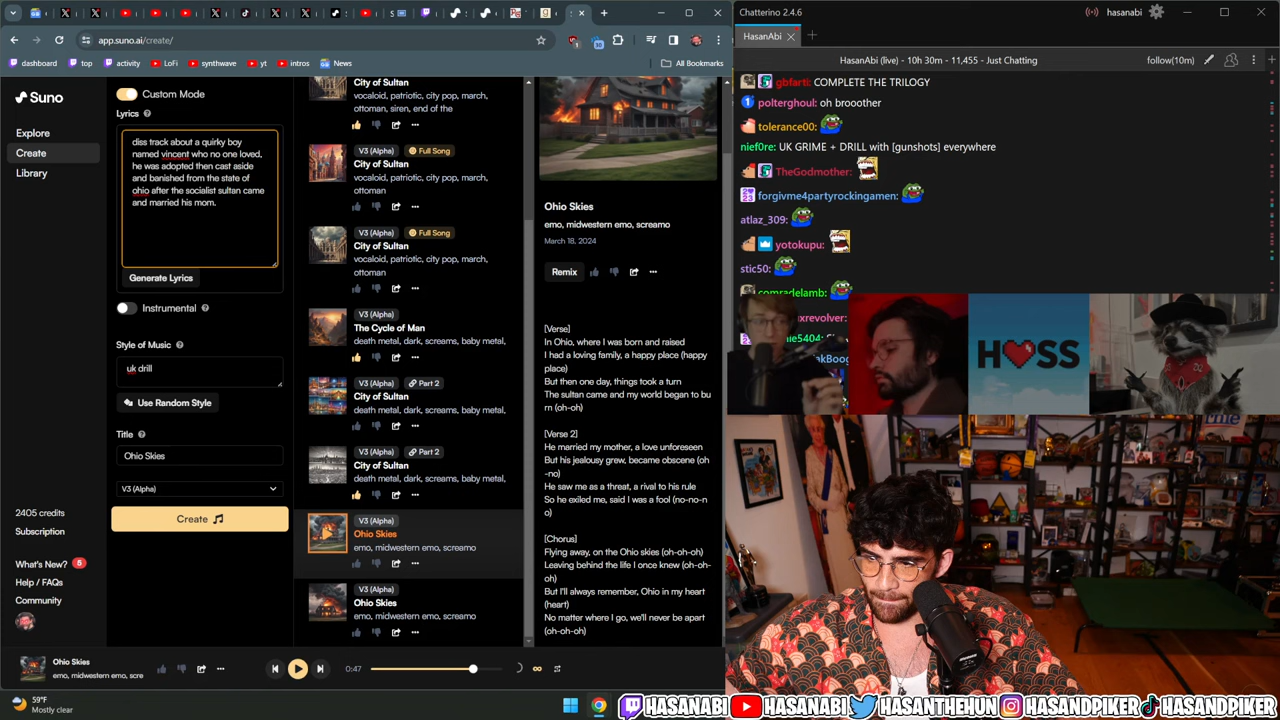 app.suno.ai/create/
dashboard
top
activity
LoFi
synthwave
yt
intros
News
All Bookmarks
Suno
Explore
Create
Library
2405 credits
Subscription
What's New?
5
Help / FAQs
Community
Custom Mode
Lyrics
diss track about a quirky boy
named vincent who no one loved,
he was adopted then cast aside
and banished from the state of
ohio after the socialist sultan came
and married his mom.
Generate Lyrics
Instrumental
Style of Music
uk drill
Use Random Style
Title
Ohio Skies
V3 (Alpha)
Create
City of Sultan
vocaloid, patriotic, city pop, march,
ottoman, siren, end of the
V3 (Alpha) Full Song
City of Sultan
vocaloid, patriotic, city pop, march,
ottoman
V3 (Alpha) Full Song
City of Sultan
vocaloid, patriotic, city pop, march,
ottoman
V3 (Alpha)
The Cycle of Man
death metal, dark, screams, baby metal,
V3 (Alpha) Part 2
City of Sultan
death metal, dark, screams, baby metal,
V3 (Alpha) Part 2
City of Sultan
death metal, dark, screams, baby metal,
V3 (Alpha)
Ohio Skies
emo, midwestern emo, screamo
V3 (Alpha)
Ohio Skies
emo, midwestern emo, screamo
Ohio Skies
emo, midwestern emo, screamo
March 18, 2024
Remix
[Verse]
In Ohio, where I was born and raised
I had a loving family, a happy place (happy
place)
But then one day, things took a turn
The sultan came and my world began to bu
rn (oh-oh)
[Verse 2]
He married my mother, a love unforeseen
But his jealousy grew, became obscene (oh
-no)
He saw me as a threat, a rival to his rule
So he exiled me, said I was a fool (no-no-n
o)
[Chorus]
Flying away, on the Ohio skies (oh-oh-oh)
Leaving behind the life I once knew (oh-oh-
oh)
But I'll always remember, Ohio in my heart
(heart)
No matter where I go, we'll never be apart
(oh-oh-oh)
Ohio Skies
emo, midwestern emo, scre
0:47
59°F
Mostly clear
Chatterino 2.4.6
hasanabi
HasanAbi
HasanAbi (live) - 10h 30m - 11,455 - Just Chatting
follow(10m)
gbfarti: COMPLETE THE TRILOGY
polterghoul: oh brooother
tolerance00:
nief0re: UK GRIME + DRILL with [gunshots] everywhere
TheGodmother:
forgivme4partyrockingamen:
atlaz_309:
yotokupu:
stic50:
comradelamb:
H SS
HASANABI
HASANABI
HASANTHEHUN
HASANDPIKER
HASANDPIKER